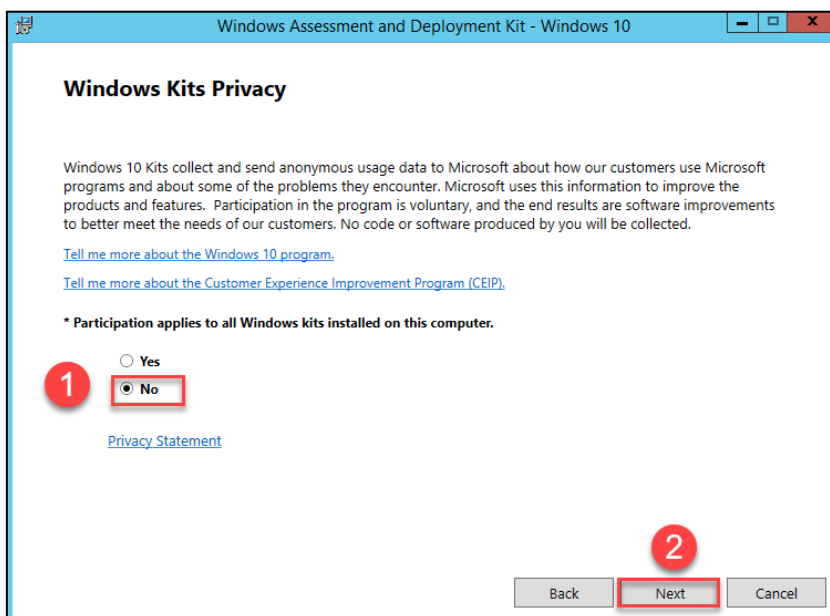 Windows Assessment and Deployment Kit - Windows 10
Windows Kits Privacy
Windows 10 Kits collect and send anonymous usage data to Microsoft about how our customers use Microsoft
programs and about some of the problems they encounter. Microsoft uses this information to improve the
products and features.  Participation in the program is voluntary, and the end results are software improvements
to better meet the needs of our customers. No code or software produced by you will be collected.
Tell me more about the Windows 10 program.
Tell me more about the Customer Experience Improvement Program (CEIP).
* Participation applies to all Windows kits installed on this computer.
Yes
1 No
Privacy Statement
2
Back Next Cancel